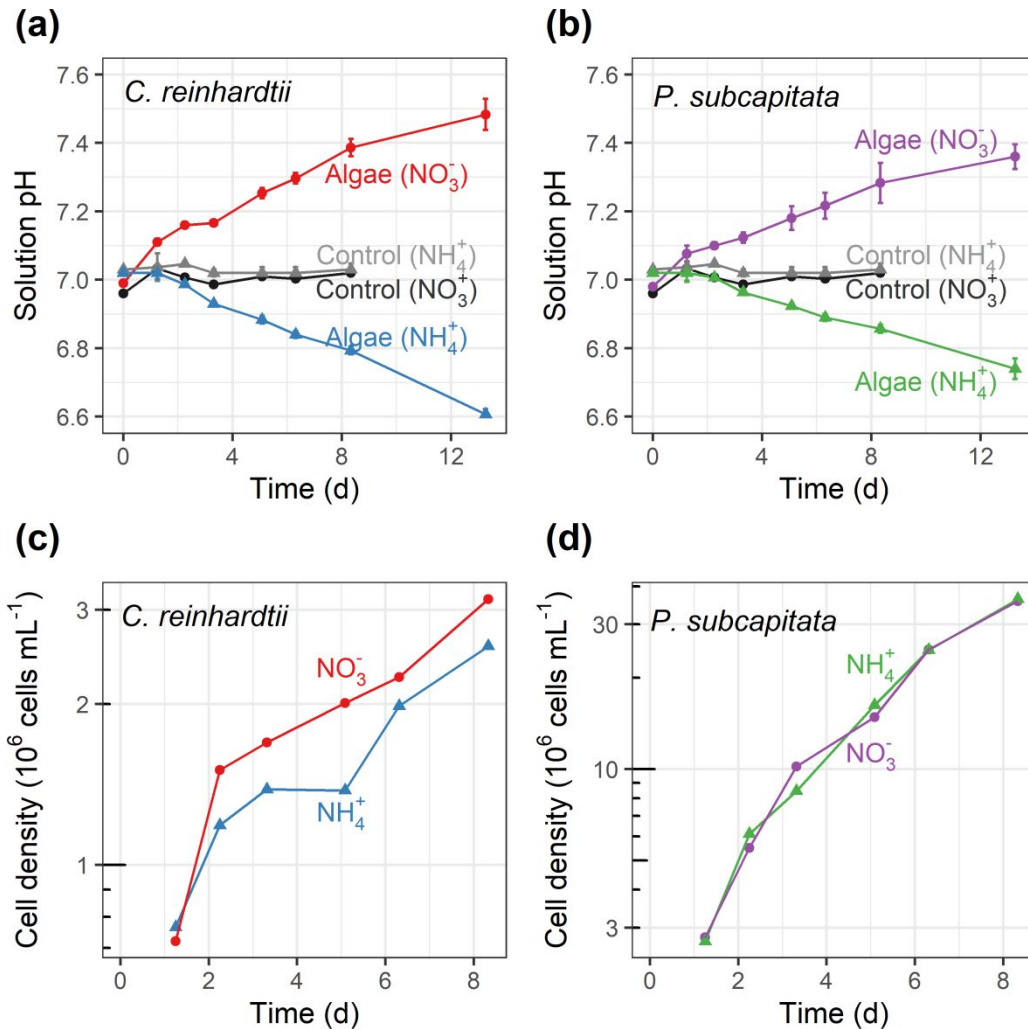 (a)
C. reinhardtii
Algae (NO₃⁻)
Control (NH₄⁺)
Control (NO₃⁺)
Algae (NH₄⁺)
7.6
7.4
7.2
7.0
6.8
6.6
Solution pH
0 4 8 12
Time (d)
(b)
P. subcapitata
Algae (NO₃⁻)
Control (NH₄⁺)
Control (NO₃⁺)
Algae (NH₄⁺)
7.6
7.4
7.2
7.0
6.8
6.6
Solution pH
0 4 8 12
Time (d)
(c)
C. reinhardtii
NO₃⁻
NH₄⁺
3
2
1
Cell density (10⁶ cells mL⁻¹)
0 2 4 6 8
Time (d)
(d)
P. subcapitata
NH₄⁺
NO₃⁻
30
10
3
Cell density (10⁶ cells mL⁻¹)
0 2 4 6 8
Time (d)